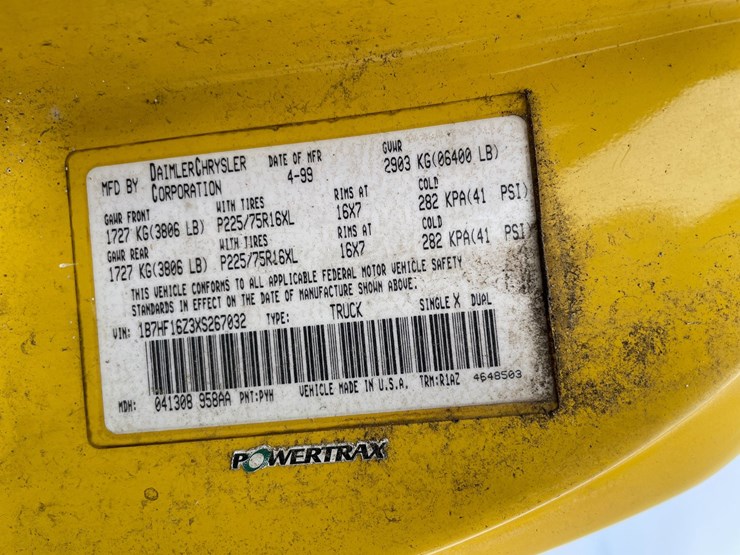 MFD BY DAIMLERCHRYSLER CORPORATION DATE OF MFR 4-99 GVWR 2903 KG(06400 LB)
GAWR FRONT WITH TIRES RIMS AT COLD
1727 KG(3806 LB) P225/75R16XL 16X7 282 KPA(41 PSI)
GAWR REAR WITH TIRES RIMS AT COLD
1727 KG(3806 LB) P225/75R16XL 16X7 282 KPA(41 PSI)
THIS VEHICLE CONFORMS TO ALL APPLICABLE FEDERAL MOTOR VEHICLE SAFETY
STANDARDS IN EFFECT ON THE DATE OF MANUFACTURE SHOWN ABOVE:
VIN: 1B7HF16Z3XS267032 TYPE: TRUCK SINGLE X DUAL
MDH: 041308 958AA PNT:PYH VEHICLE MADE IN U.S.A. TRM:R1AZ 4648503
POWERTRAX